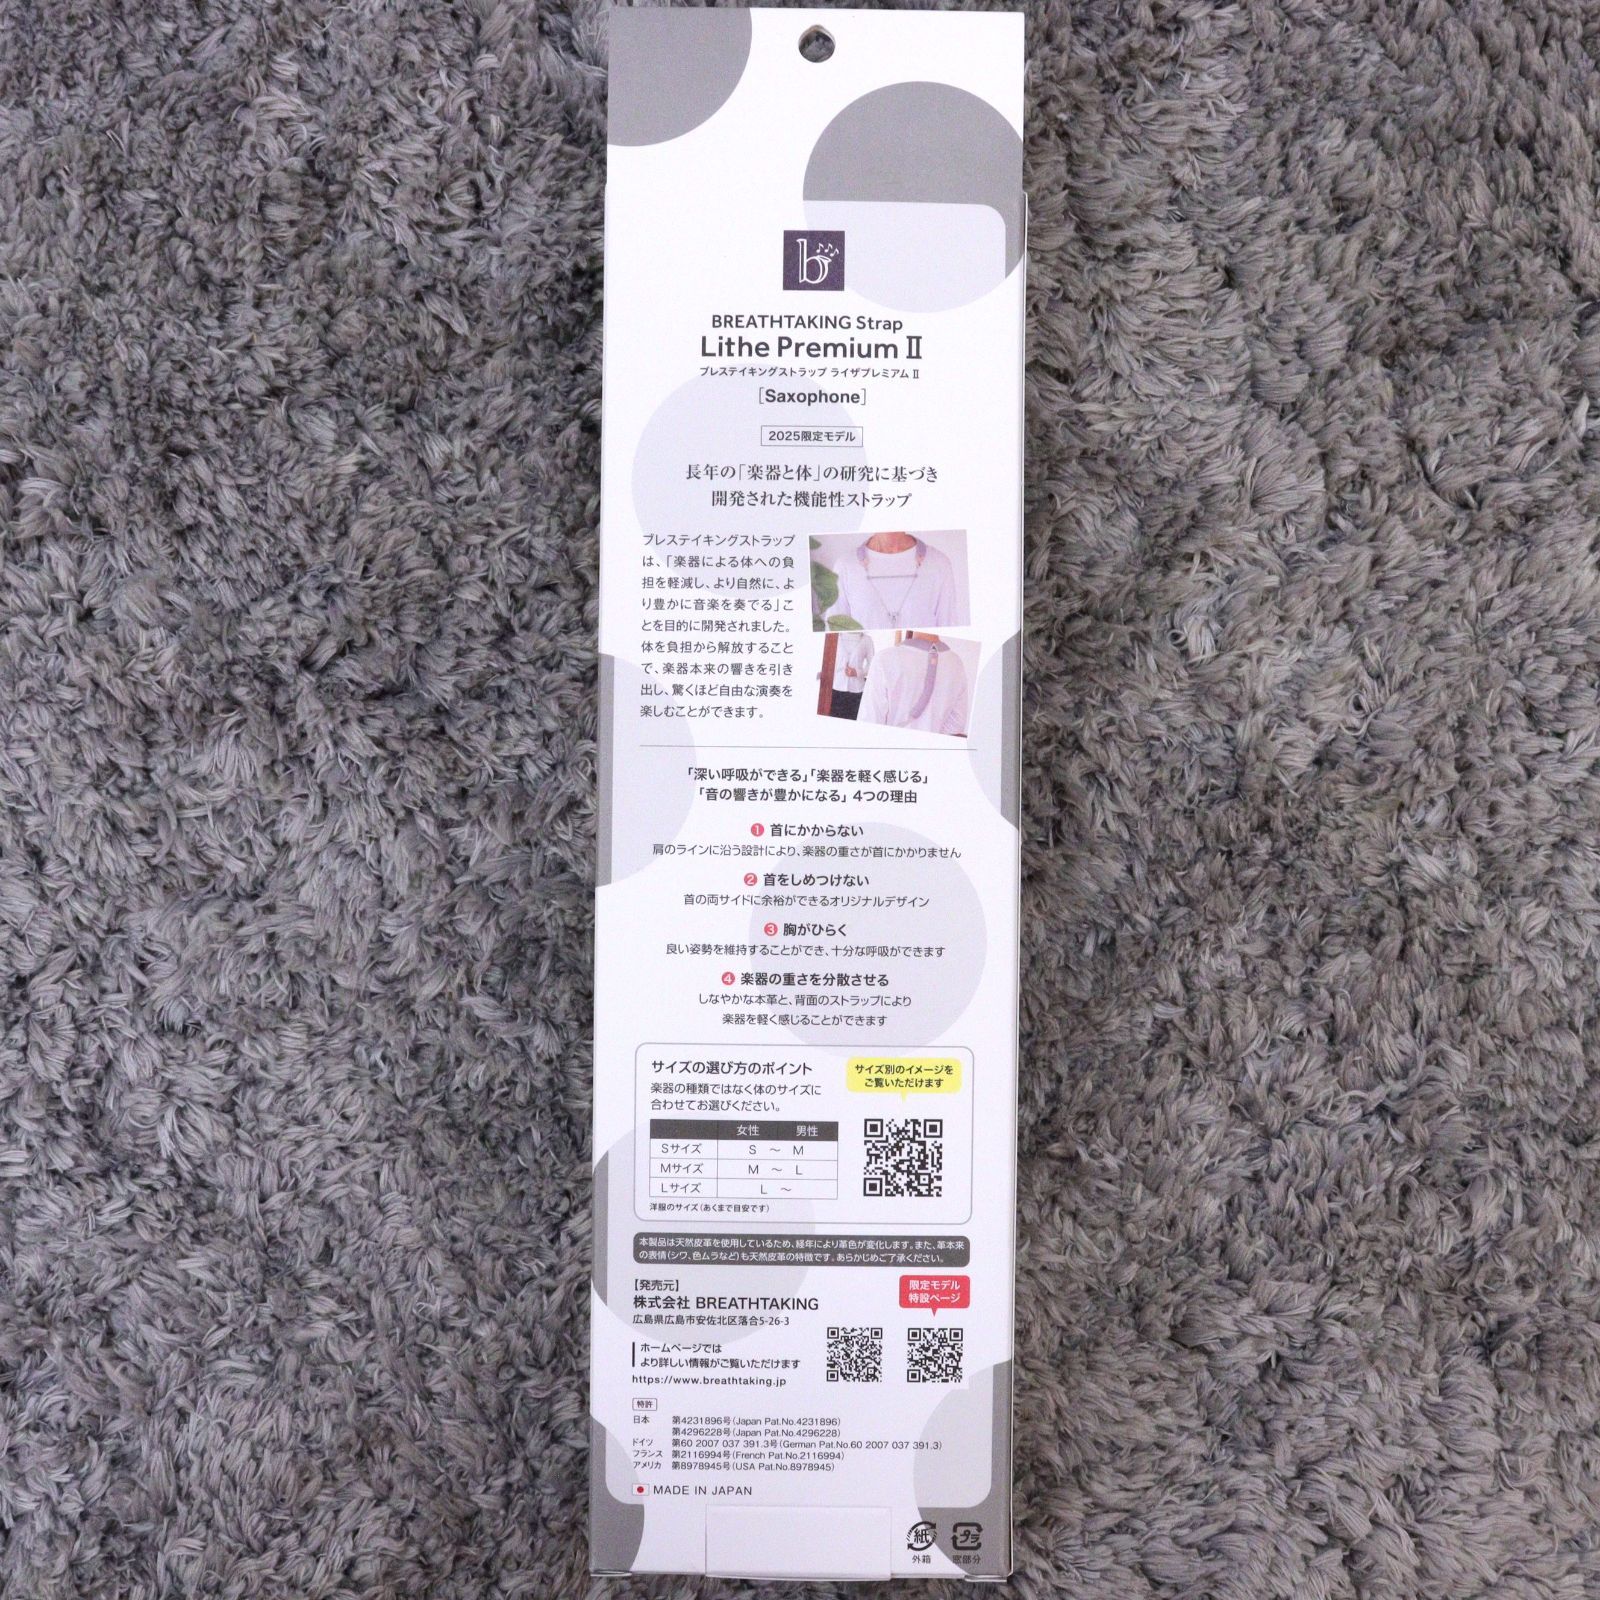 b
BREATHTAKING Strap
Lithe Premium Ⅱ
ブレステイキングストラップ ライザプレミアム Ⅱ
[Saxophone]
2025限定モデル
長年の「楽器と体」の研究に基づき
開発された機能性ストラップ
ブレステイキングストラップ
は、「楽器による体への負
担を軽減し、より自然に、よ
り豊かに音楽を奏でる」こ
とを目的に開発されました。
体を負担から解放すること
で、楽器本来の響きを引き
出し、驚くほど自由な演奏を
楽しむことができます。
「深い呼吸ができる」「楽器を軽く感じる」
「音の響きが豊かになる」 4つの理由
1 首にかからない
肩のラインに沿う設計により、楽器の重さが首にかかりません
2 首をしめつけない
首の両サイドに余裕ができるオリジナルデザイン
3 胸がひらく
良い姿勢を維持することができ、十分な呼吸ができます
4 楽器の重さを分散させる
しなやかな本革と、背面のストラップにより
楽器を軽く感じることができます
サイズの選び方のポイント
楽器の種類ではなく体のサイズに
合わせてお選びください。
サイズ別のイメージを
ご覧いただけます
女性 男性
Sサイズ S ～ M
Mサイズ M ～ L
Lサイズ L ～
洋服のサイズ(あくまで目安です)
本製品は天然皮革を使用しているため、経年により革色が変化します。また、革本来
の表情(シワ、色ムラなど)も天然皮革の特徴です。あらかじめご了承ください。
【発売元】
株式会社 BREATHTAKING
広島県広島市安佐北区落合5-26-3
限定モデル
特設ページ
ホームページでは
より詳しい情報がご覧いただけます
https://www.breathtaking.jp
特許
日本 第4231896号(Japan Pat.No.4231896)
第4296228号(Japan Pat.No.4296228)
ドイツ 第60 2007 037 391.3号(German Pat.No.60 2007 037 391.3)
フランス 第2116994号(French Pat.No.2116994)
アメリカ 第8978945号(USA Pat.No.8978945)
MADE IN JAPAN
紙 プラ
外箱 窓部分